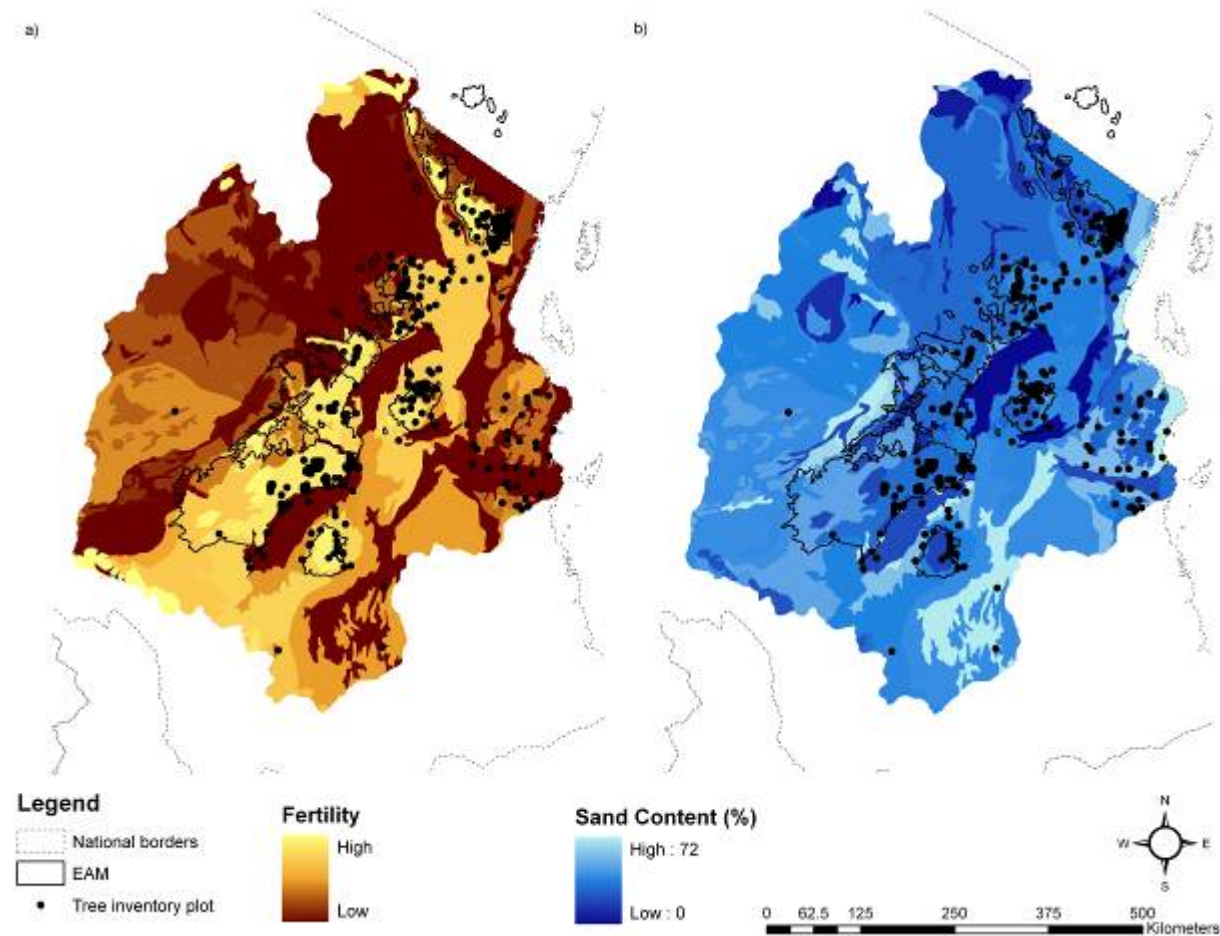 a)
b)
Legend
National borders
EAM
Tree inventory plot
Fertility
High
Low
Sand Content (%)
High : 72
Low : 0
N
W E
S
0 62.5 125 250 375 500
Kilometers